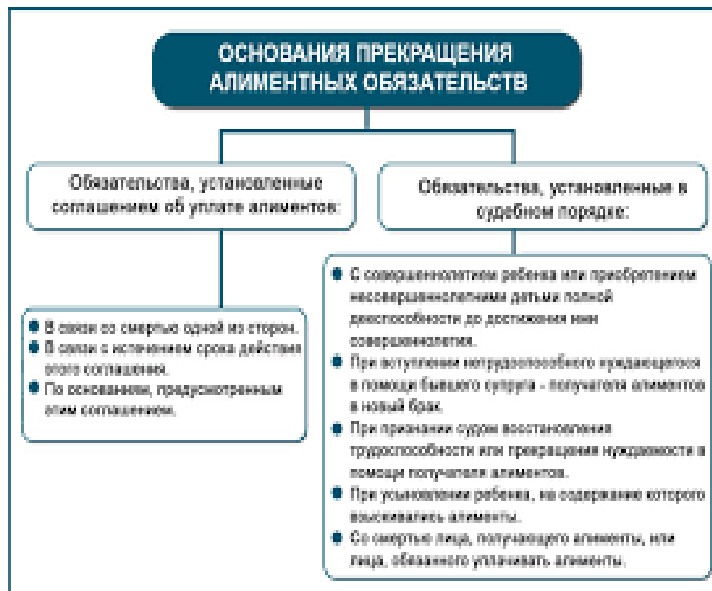 ОСНОВАНИЯ ПРЕКРАЩЕНИЯ
АЛИМЕНТНЫХ ОБЯЗАТЕЛЬСТВ
Обязательства, установленные
соглашением об уплате алиментов:
Обязательства, установленные в
судебном порядке:
В связи со смертью одной из сторон.
В связи с истечением срока действия
этого соглашения.
По основаниям, предусмотренным
этим соглашением.
С совершеннолетием ребенка или приобретением
несовершеннолетними детьми полной
дееспособности до достижения ими
совершеннолетия.
При вступлении нетрудоспособного нуждающегося
в помощи бывшего супруга - получателя алиментов
в новый брак.
При признании судом восстановления
трудоспособности или прекращения нуждаемости в
помощи получателя алиментов.
При усыновлении ребенка, на содержание которого
взыскивались алименты.
Со смертью лица, получающего алименты, или
лица, обязанного уплачивать алименты.